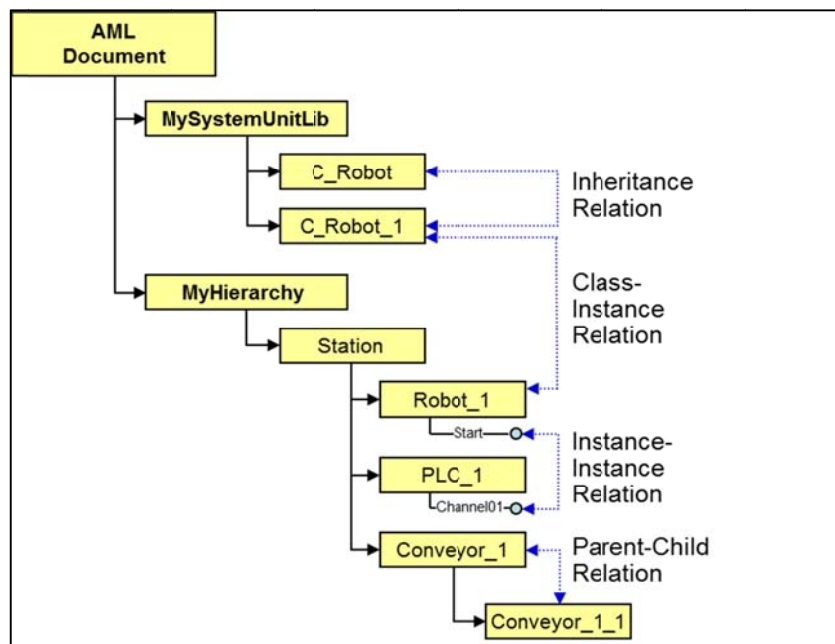 AML
Document
MySystemUnitLib
C_Robot
Inheritance
Relation
C_Robot_1
Class-
Instance
Relation
MyHierarchy
Station
Robot_1
Start
Instance-
Instance
Relation
PLC_1
Channel01
Conveyor_1
Parent-Child
Relation
Conveyor_1_1